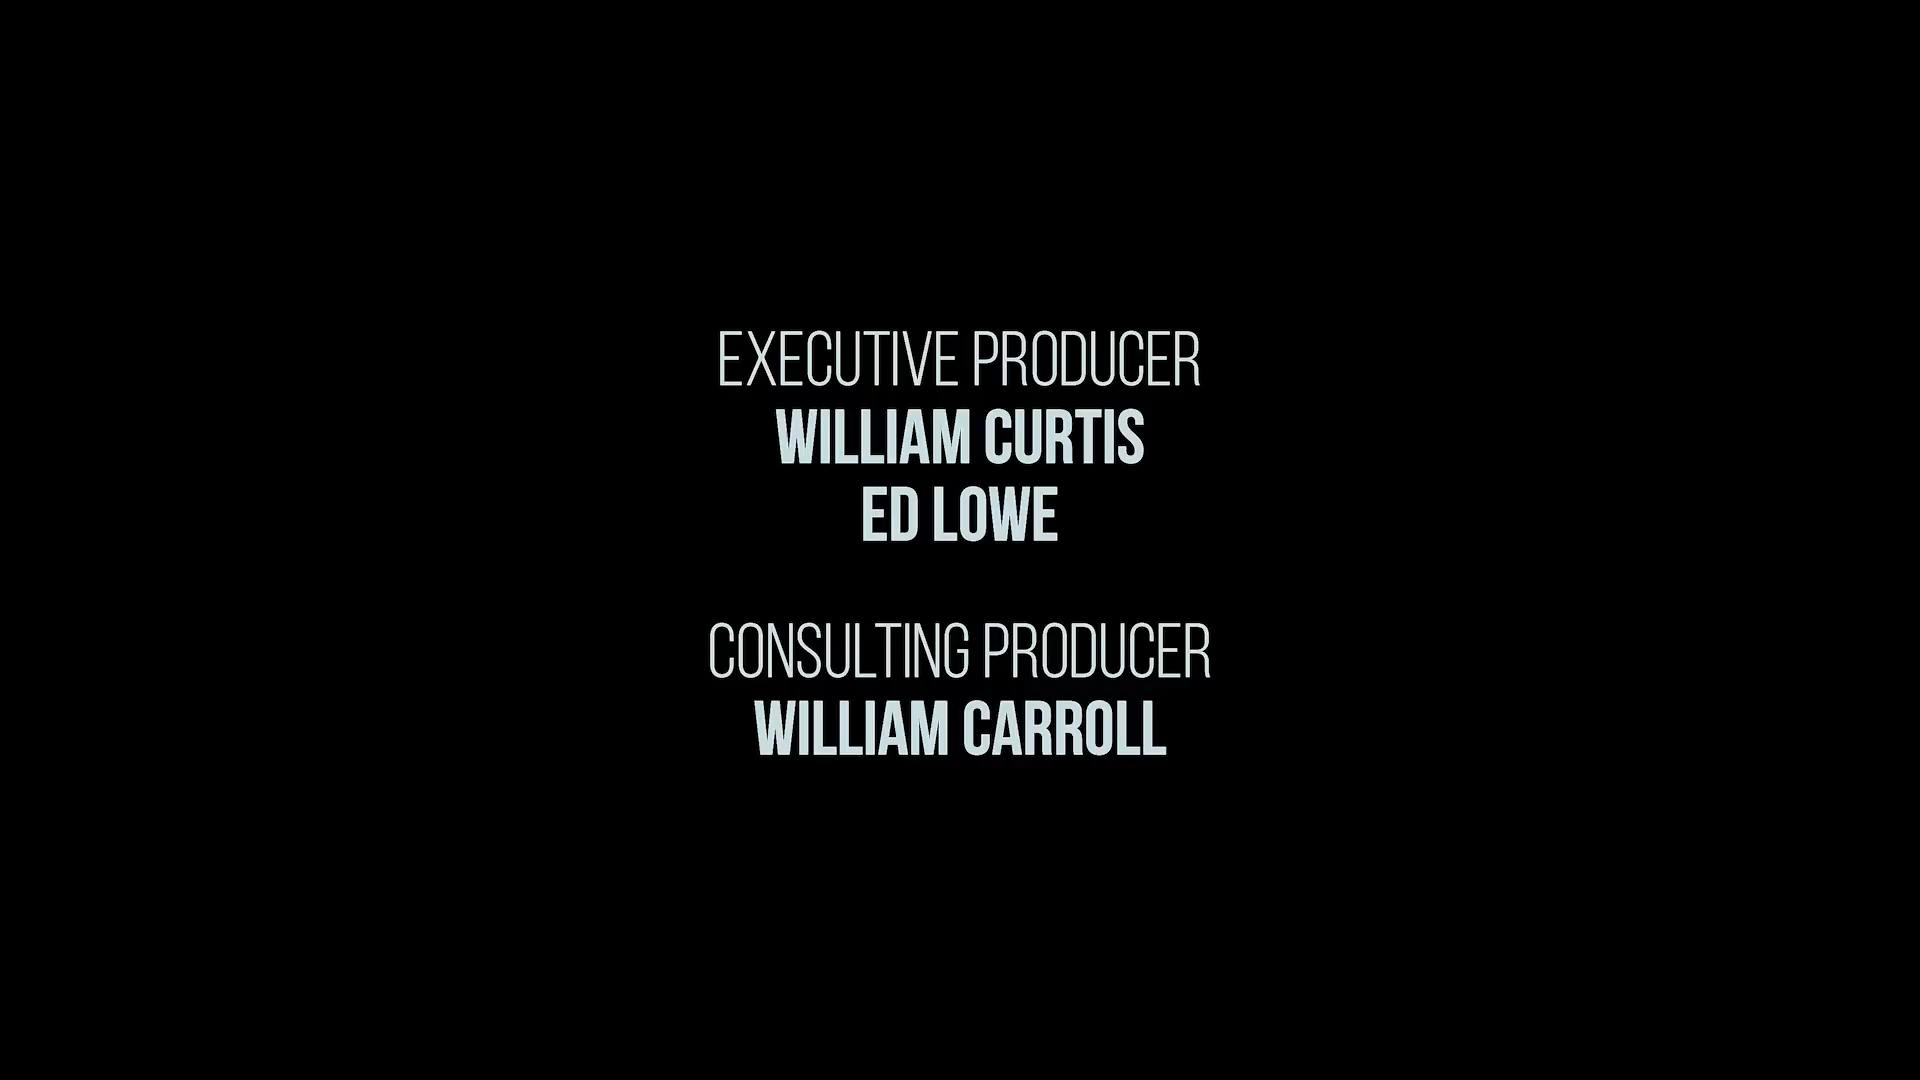 EXECUTIVE PRODUCER
WILLIAM CURTIS
ED LOWE
CONSULTING PRODUCER
WILLIAM CARROLL